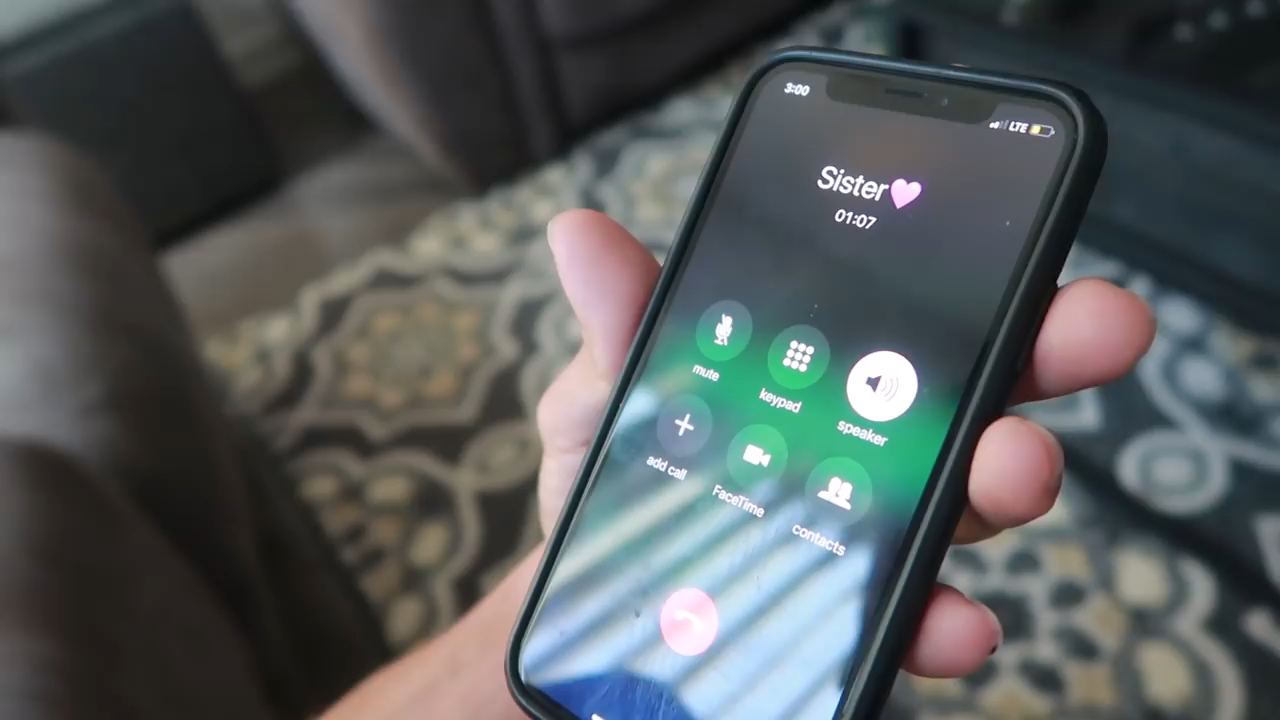 3:00
LTE
Sister💜
01:07
mute
keypad
speaker
add call
FaceTime
contacts